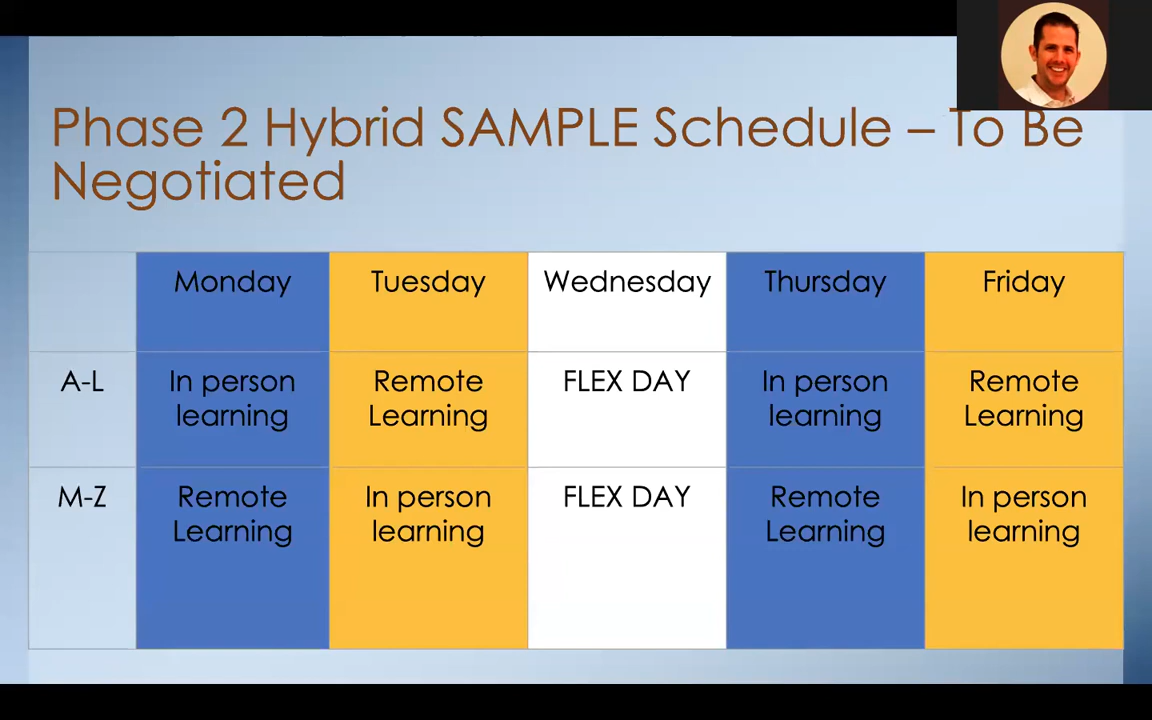 Phase 2 Hybrid SAMPLE Schedule – To Be
Negotiated
Monday Tuesday Wednesday Thursday Friday
A-L
In person
learning
Remote
Learning
FLEX DAY
In person
learning
Remote
Learning
M-Z
Remote
Learning
In person
learning
FLEX DAY
Remote
Learning
In person
learning